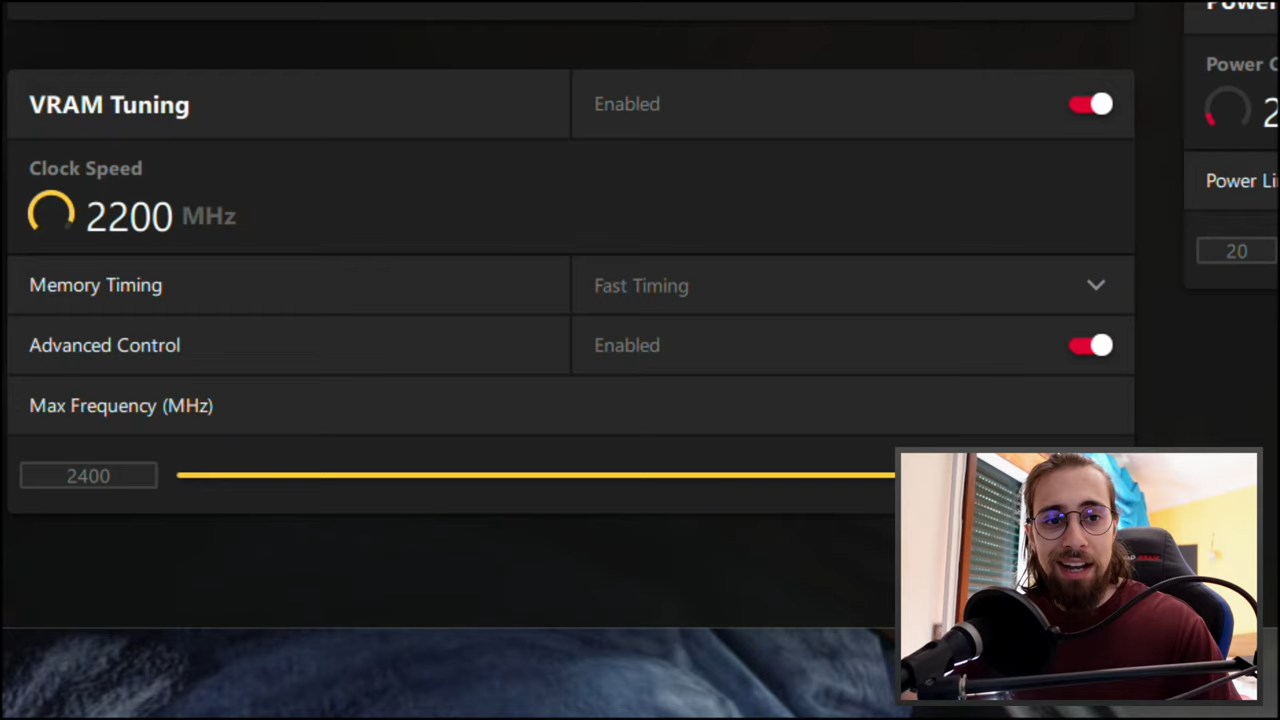 VRAM Tuning
Enabled
Clock Speed
2200 MHz
Memory Timing
Fast Timing
Advanced Control
Enabled
Max Frequency (MHz)
2400
Power
20